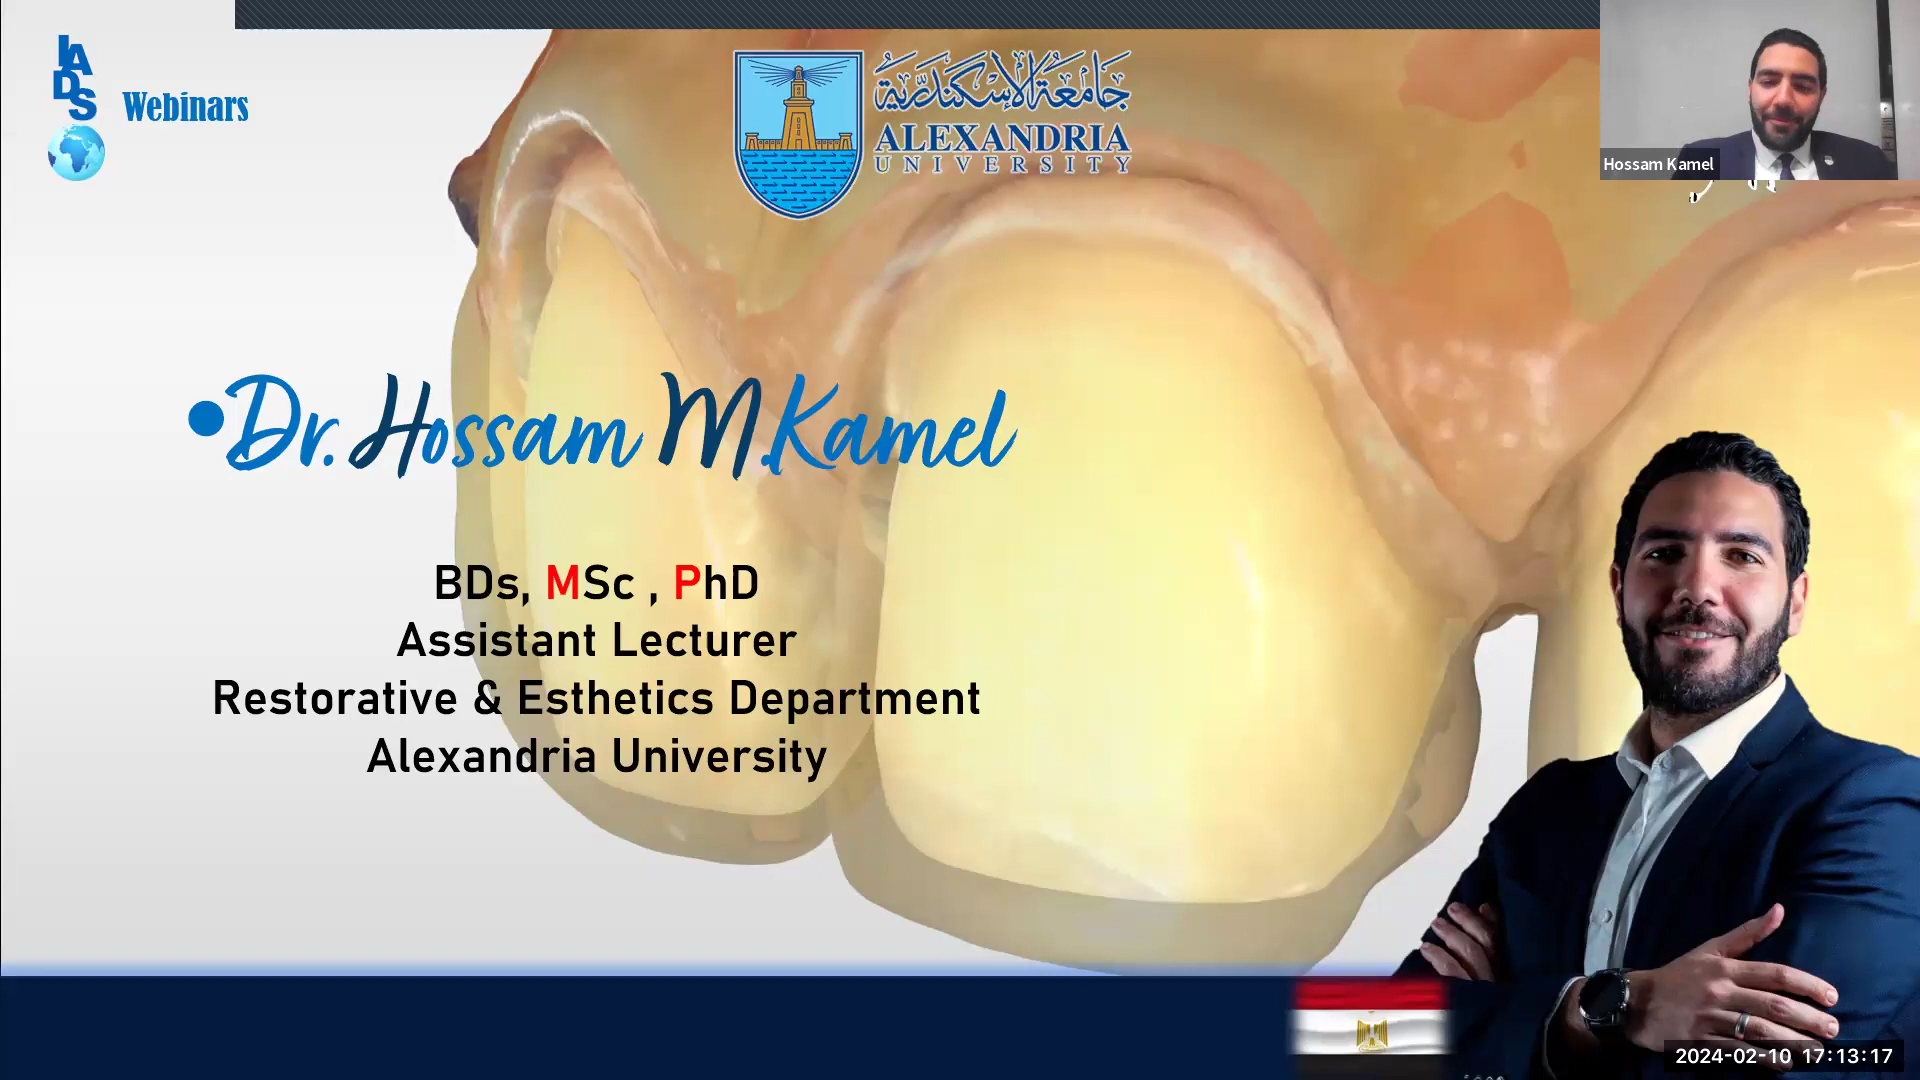 IADS
Webinars
جامعة الإسكندرية
ALEXANDRIA
UNIVERSITY
Hossam Kamel
•Dr. Hossam M.Kamel
BDs, MSc , PhD
Assistant Lecturer
Restorative & Esthetics Department
Alexandria University
2024-02-10 17:13:17